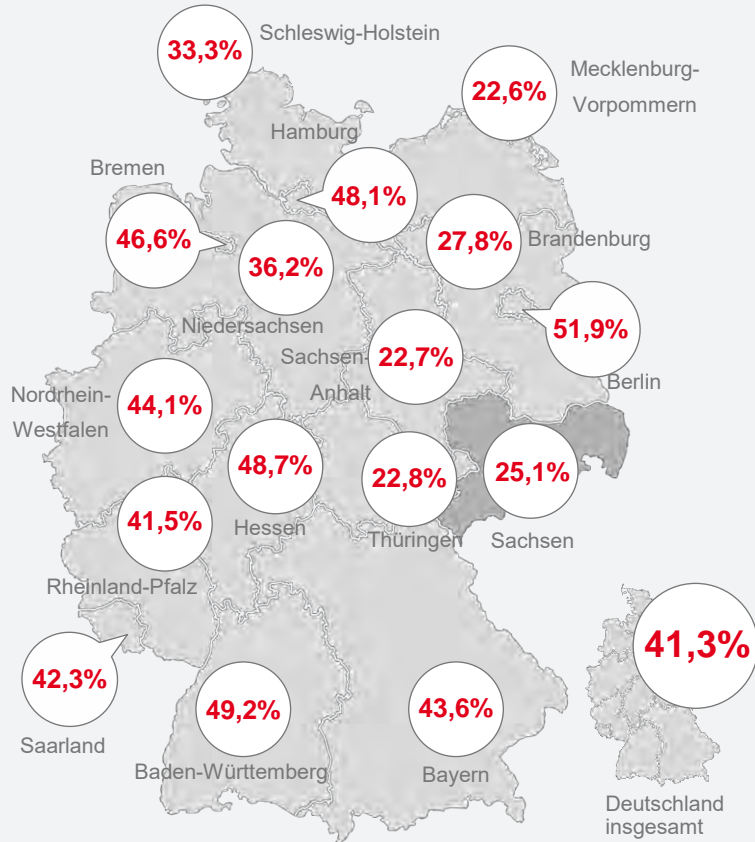 33,3%
Schleswig-Holstein
22,6%
Mecklenburg-
Vorpommern
Hamburg
48,1%
Bremen
46,6%
36,2%
Niedersachsen
27,8%
Brandenburg
51,9%
Berlin
Sachsen-
Anhalt
22,7%
Nordrhein-
Westfalen
44,1%
48,7%
Hessen
22,8%
Thüringen
25,1%
Sachsen
41,5%
Rheinland-Pfalz
42,3%
Saarland
49,2%
Baden-Württemberg
43,6%
Bayern
41,3%
Deutschland
insgesamt